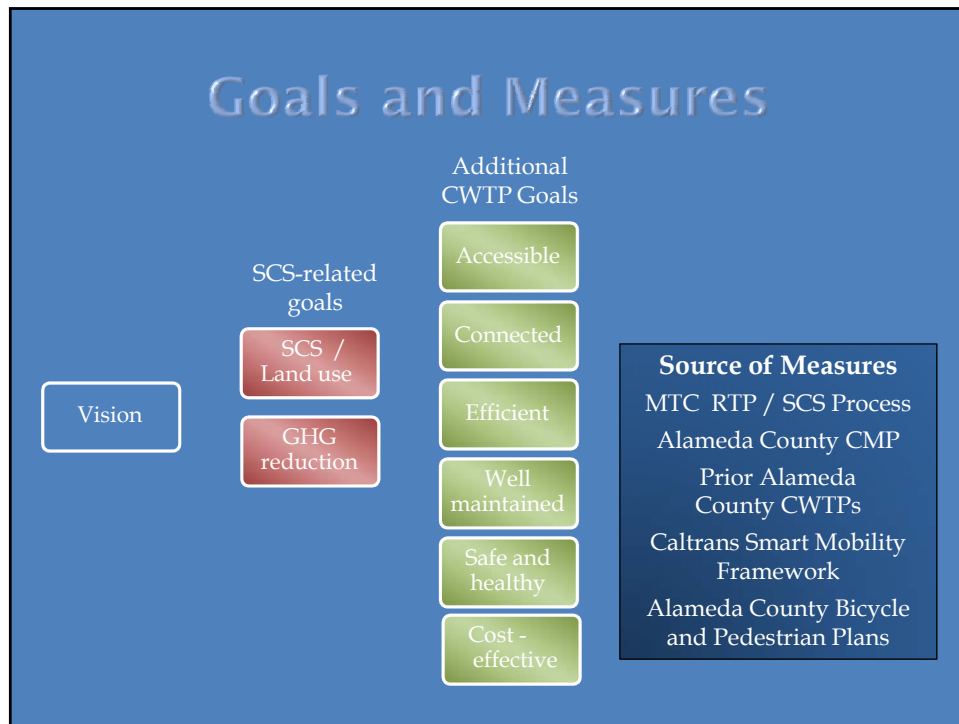 Goals and Measures
Vision
SCS-related
goals
SCS /
Land use
GHG
reduction
Additional
CWTP Goals
Accessible
Connected
Efficient
Well
maintained
Safe and
healthy
Cost -
effective
Source of Measures
MTC RTP / SCS Process
Alameda County CMP
Prior Alameda
County CWTPs
Caltrans Smart Mobility
Framework
Alameda County Bicycle
and Pedestrian Plans